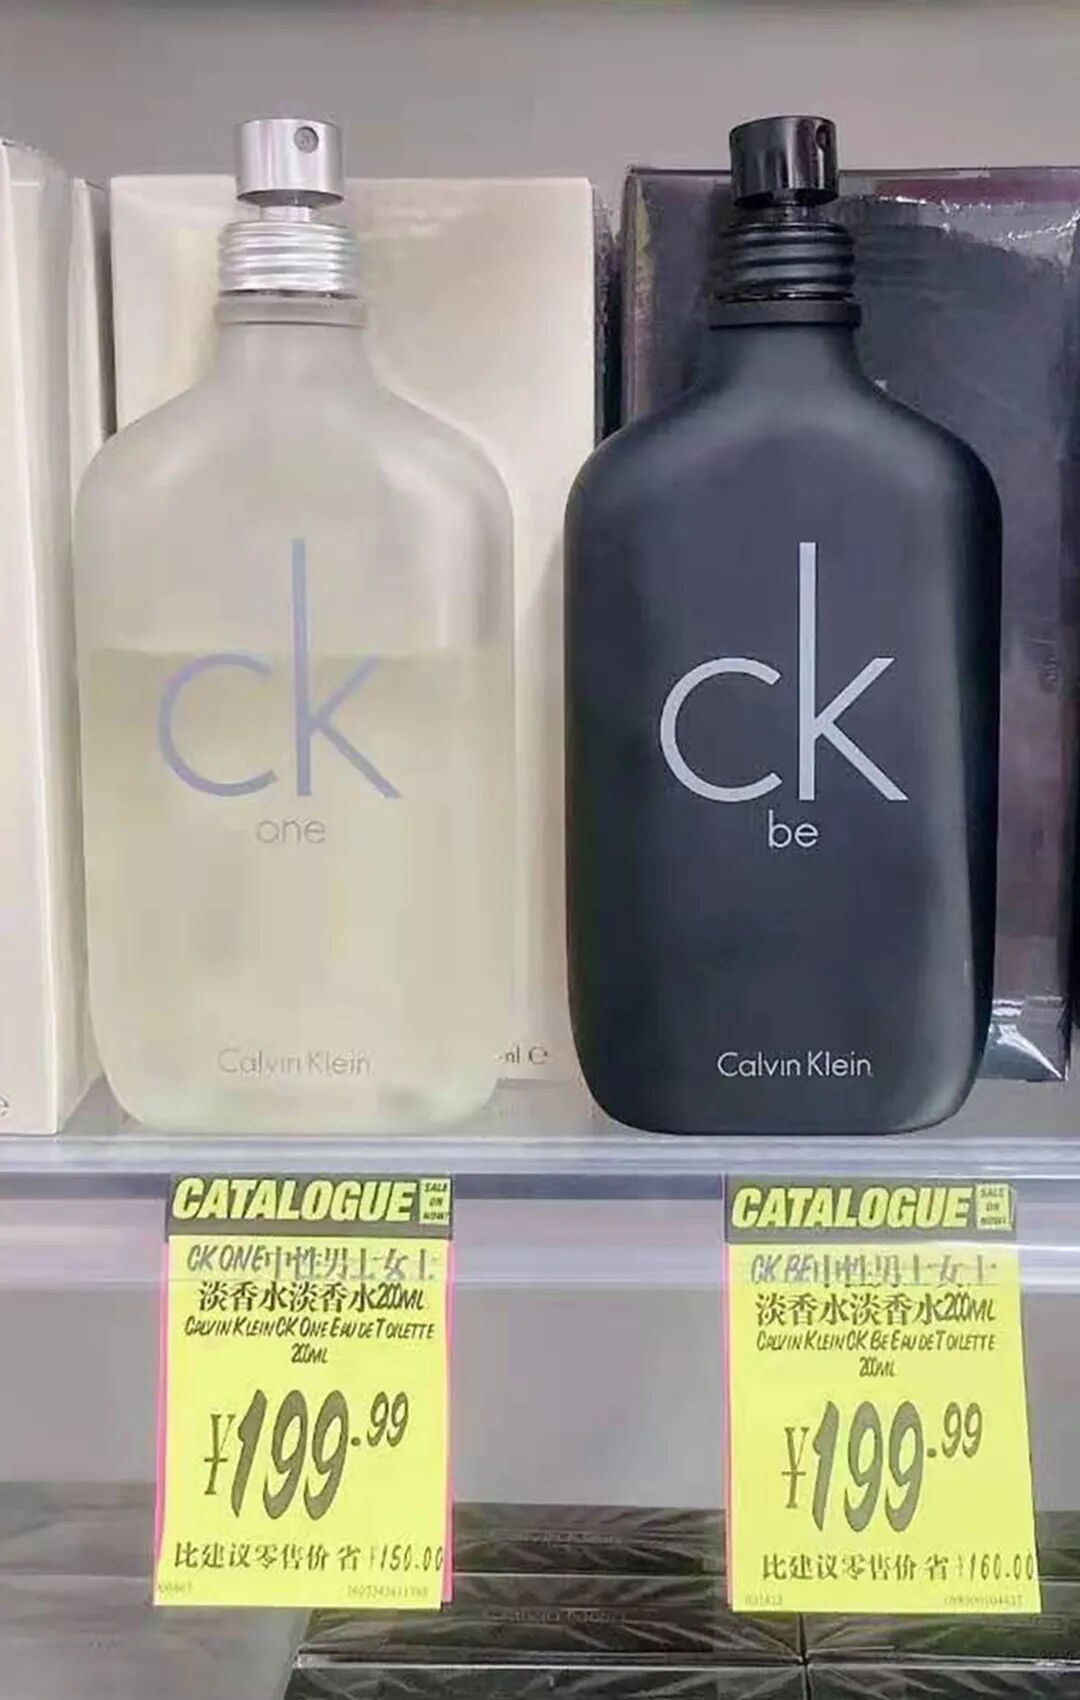 ck
one
Calvin Klein
ck
be
Calvin Klein
CATALOGUE SALE ON NOW!
CK ONE中性男士女士
淡香水淡香水200ML
CALVIN KLEIN CK ONE EAU DE TOILETTE
200ML
¥199.99
比建议零售价 省 ¥150.00
CATALOGUE SALE ON NOW!
CK BE中性男士女士
淡香水淡香水200ML
CALVIN KLEIN CK BE EAU DE TOILETTE
200ML
¥199.99
比建议零售价 省 ¥160.00